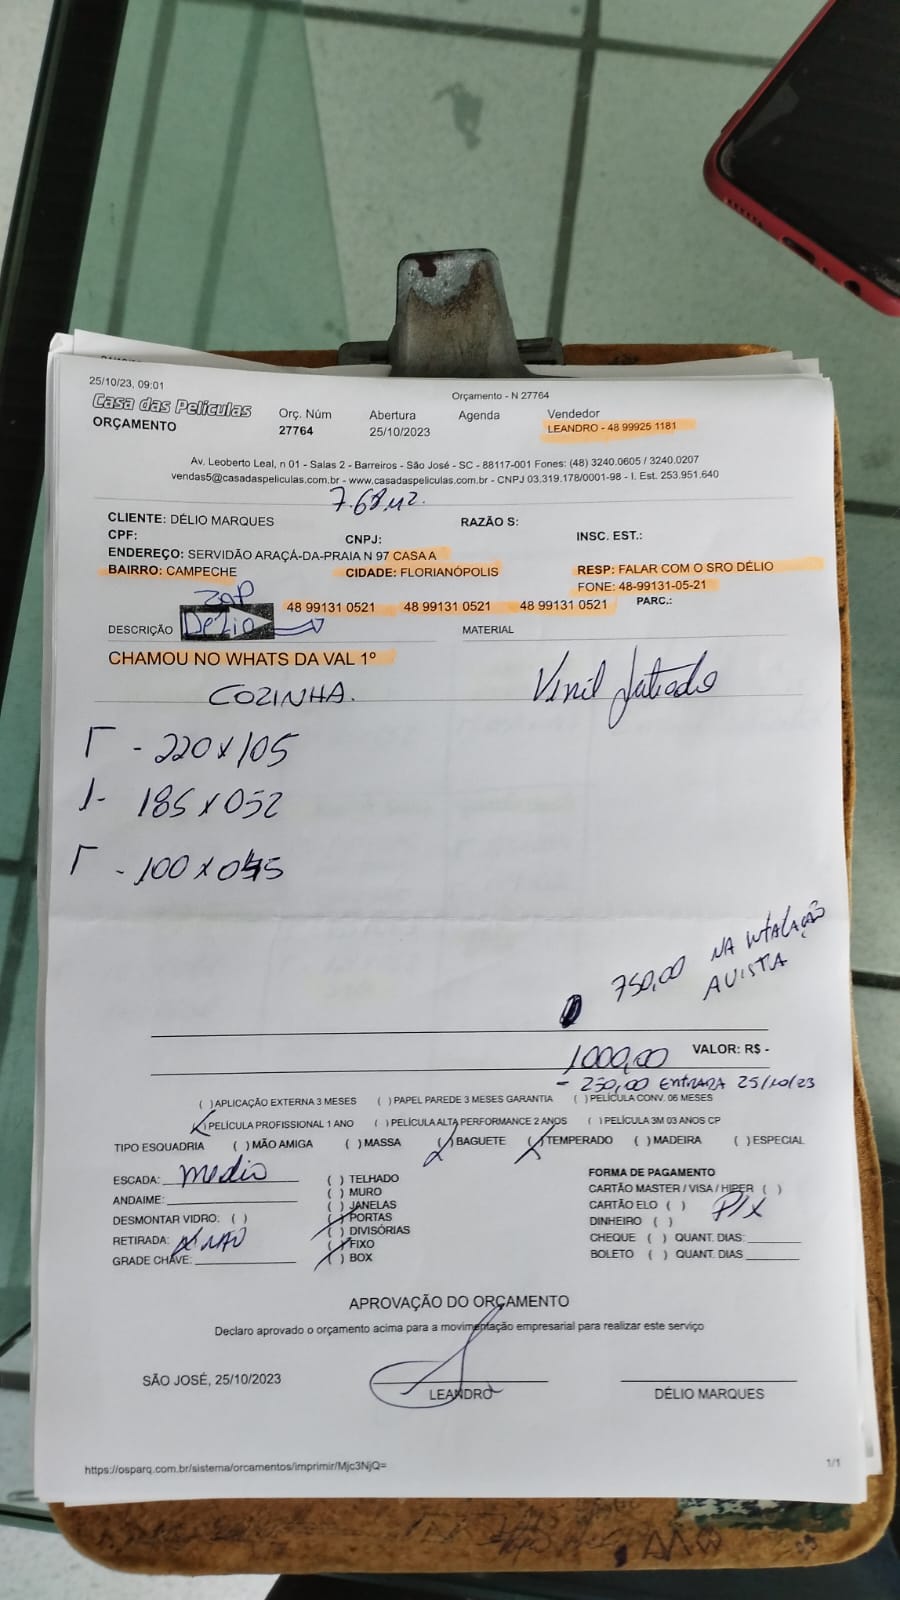 25/10/23, 09:01
Orçamento - N 27764
Casa das Películas
ORÇAMENTO
Orç. Núm
27764
Abertura
25/10/2023
Agenda
Vendedor
LEANDRO - 48 99925 1181
Av. Leoberto Leal, n 01 - Salas 2 - Barreiros - São José - SC - 88117-001 Fones: (48) 3240.0605 / 3240.0207
vendas5@casadaspeliculas.com.br - www.casadaspeliculas.com.br - CNPJ 03.319.178/0001-98 - I. Est. 253.951.640
7.68 M2.
CLIENTE: DÉLIO MARQUES
RAZÃO S:
CPF:
CNPJ:
INSC. EST.:
ENDEREÇO: SERVIDÃO ARAÇÁ-DA-PRAIA N 97 CASA A
BAIRRO: CAMPECHE
CIDADE: FLORIANÓPOLIS
RESP: FALAR COM O SRO DÉLIO
FONE: 48-99131-05-21
ZAP
Délio
48 99131 0521 48 99131 0521 48 99131 0521
PARC.:
DESCRIÇÃO
MATERIAL
CHAMOU NO WHATS DA VAL 1º
COZINHA.
Vinil Jateado
- 220 x 105
1- 185 x 052
- 100 x 045
750,00 NA
AVISTA
1000,00 VALOR: R$ -
- 250,00 ENTRADA 25/10/23
( ) APLICAÇÃO EXTERNA 3 MESES ( ) PAPEL PAREDE 3 MESES GARANTIA ( ) PELÍCULA CONV. 06 MESES
( ) PELÍCULA PROFISSIONAL 1 ANO ( ) PELÍCULA ALTA PERFORMANCE 2 ANOS ( ) PELÍCULA 3M 03 ANOS CP
TIPO ESQUADRIA ( ) MÃO AMIGA ( ) MASSA ( ) BAGUETE ( ) TEMPERADO ( ) MADEIRA ( ) ESPECIAL
ESCADA: medio
ANDAIME:
DESMONTAR VIDRO: ( )
RETIRADA: NÃO
GRADE CHAVE:
( ) TELHADO
( ) MURO
( ) JANELAS
( ) PORTAS
( ) DIVISÓRIAS
( ) FIXO
( ) BOX
FORMA DE PAGAMENTO
CARTÃO MASTER / VISA / HIPER ( )
CARTÃO ELO ( ) PIX
DINHEIRO ( )
CHEQUE ( ) QUANT. DIAS:
BOLETO ( ) QUANT. DIAS
APROVAÇÃO DO ORÇAMENTO
Declaro aprovado o orçamento acima para a movimentação empresarial para realizar este serviço
SÃO JOSÉ, 25/10/2023
LEANDRO
DÉLIO MARQUES
https://osparq.com.br/sistema/orcamentos/imprimir/Mjc3NjQ=
1/1